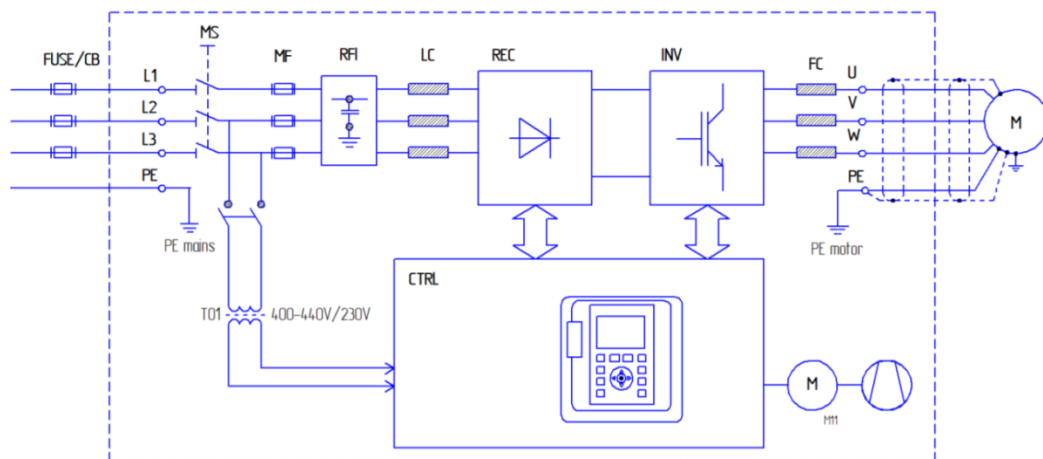 FUSE/CB
MS
MF
RFI
LC
REC
INV
FC
L1
L2
L3
PE
PE mains
U
V
W
PE
PE motor
M
T01
400-440V/230V
CTRL
M
M11